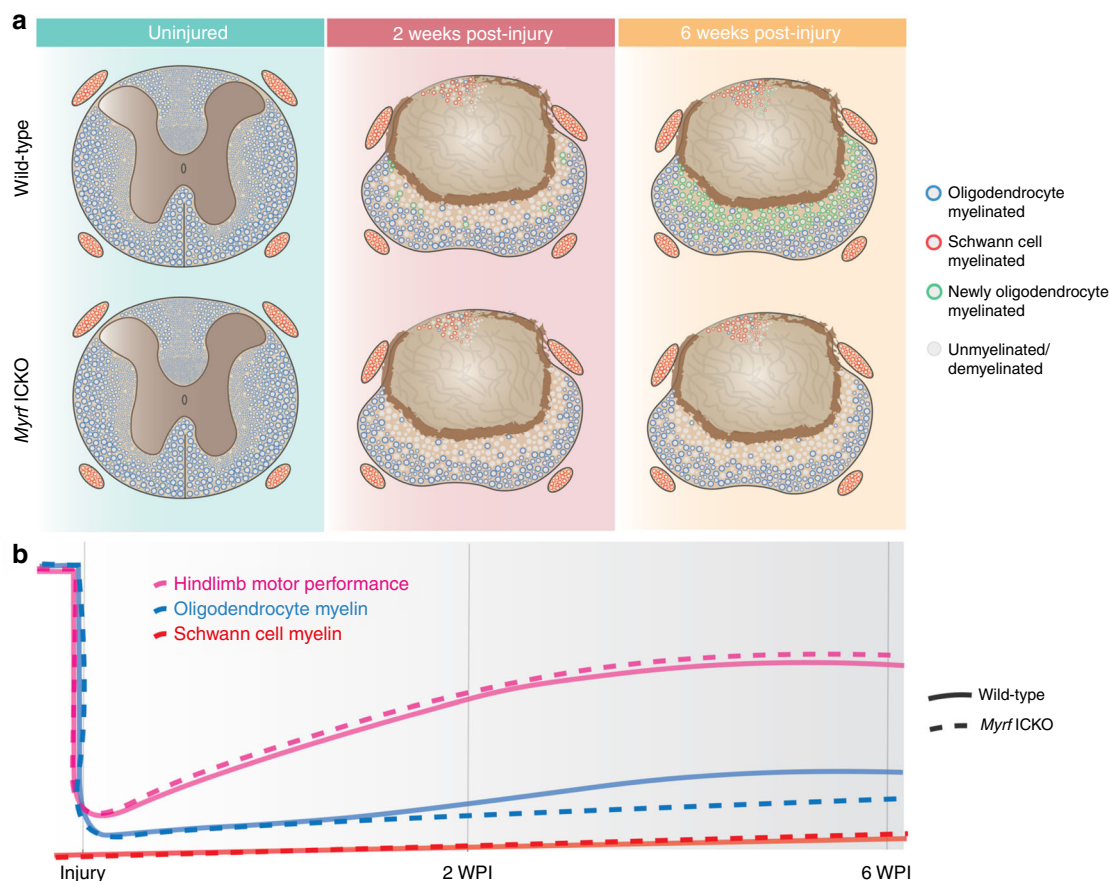 a
Uninjured
2 weeks post-injury
6 weeks post-injury
Wild-type
Myrf ICKO
Oligodendrocyte
myelinated
Schwann cell
myelinated
Newly oligodendrocyte
myelinated
Unmyelinated/
demyelinated
b
Hindlimb motor performance
Oligodendrocyte myelin
Schwann cell myelin
Wild-type
Myrf ICKO
Injury
2 WPI
6 WPI